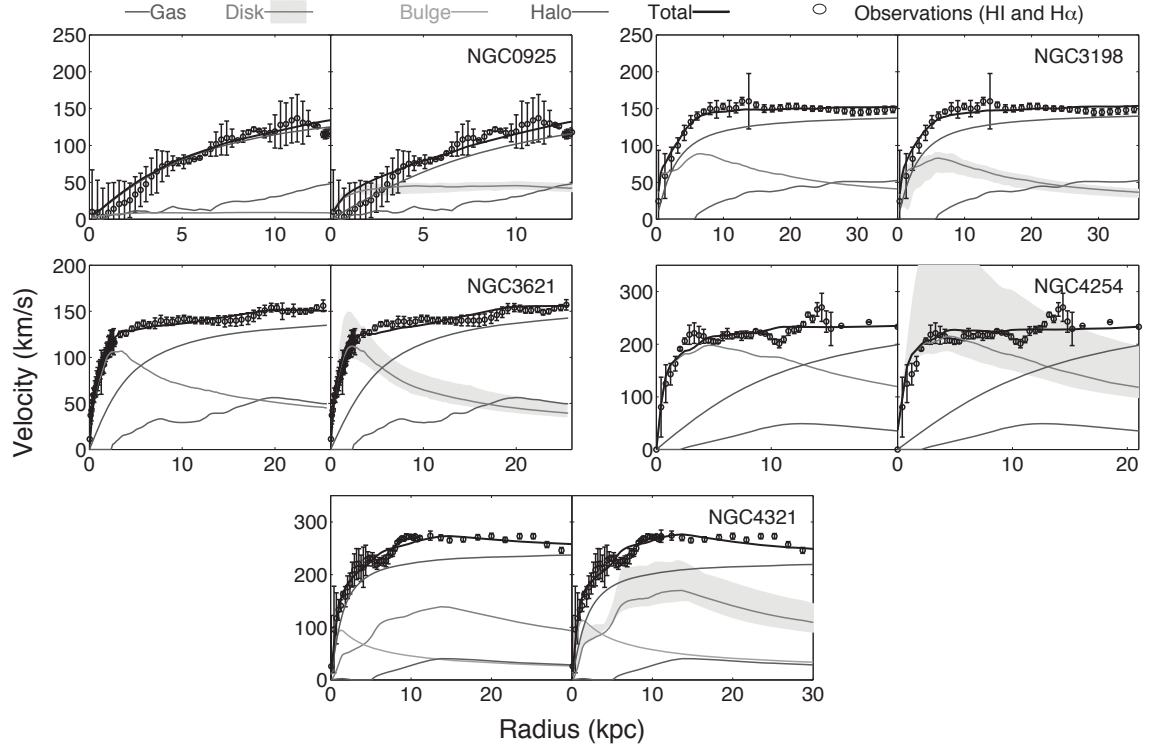 Gas Disk Bulge Halo Total Observations (HI and Hα)
250 NGC0925 NGC3198
200
150
100
50
0
0 5 10 0 5 10 0 10 20 30 0 10 20 30
Velocity (km/s)
200 NGC3621 300 NGC4254
150 200
100
50 100
0 0
0 10 20 0 10 20 0 10 0 10 20
300 NGC4321
200
100
0
0 10 20 0 10 20 30
Radius (kpc)